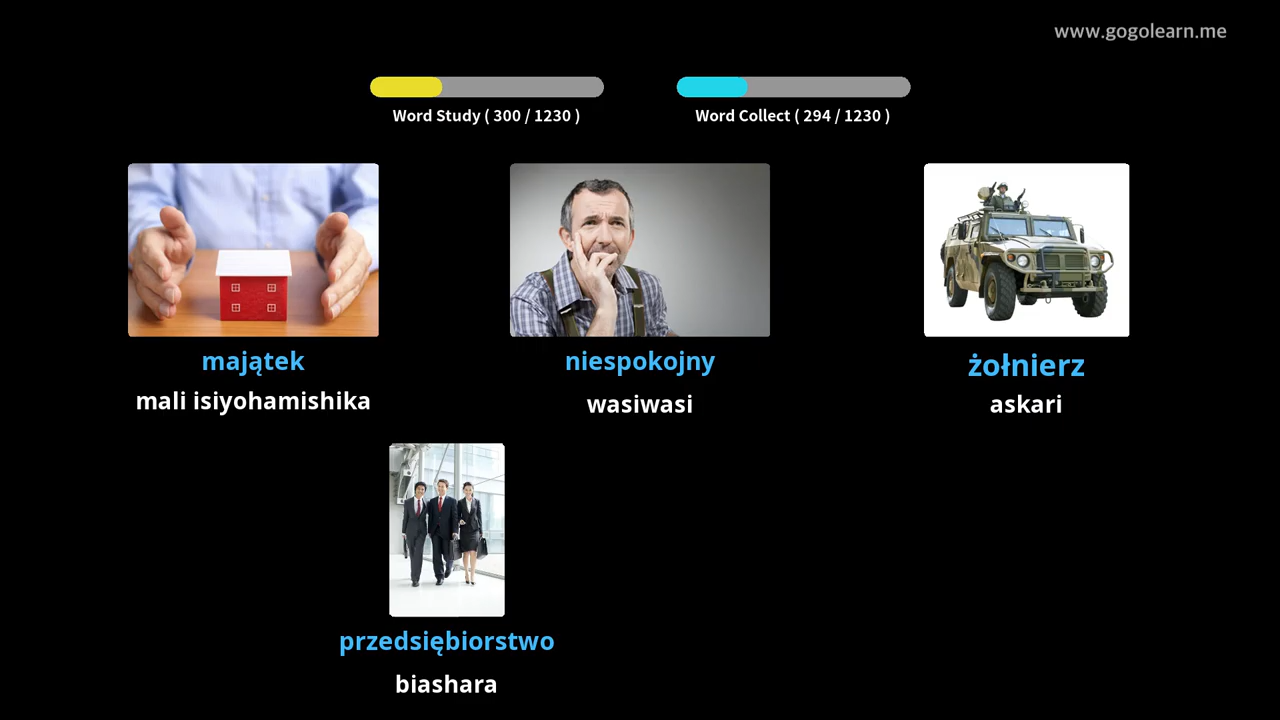 www.gogolearn.me
Word Study ( 300 / 1230 )
Word Collect ( 294 / 1230 )
majątek
mali isiyohamishika
niespokojny
wasiwasi
żołnierz
askari
przedsiębiorstwo
biashara